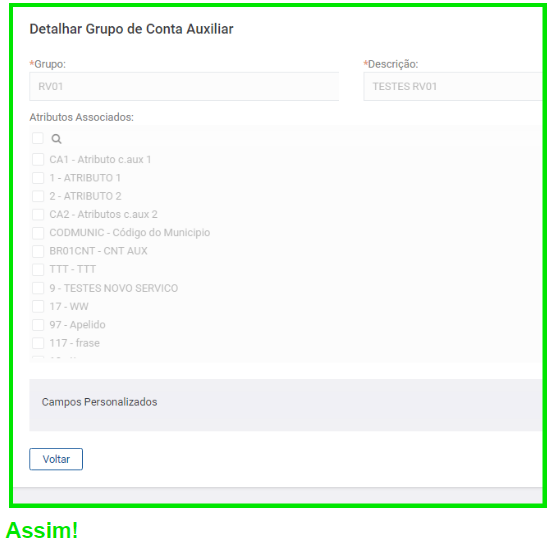 Detalhar Grupo de Conta Auxiliar
*Grupo: *Descrição:
RV01 TESTES RV01
Atributos Associados:
CA1 - Atributo c.aux 1
1 - ATRIBUTO 1
2 - ATRIBUTO 2
CA2 - Atributos c.aux 2
CODMUNIC - Código do Municipio
BR01CNT - CNT AUX
TTT - TTT
9 - TESTES NOVO SERVICO
17 - WW
97 - Apelido
117 - frase
Campos Personalizados
Voltar
Assim!